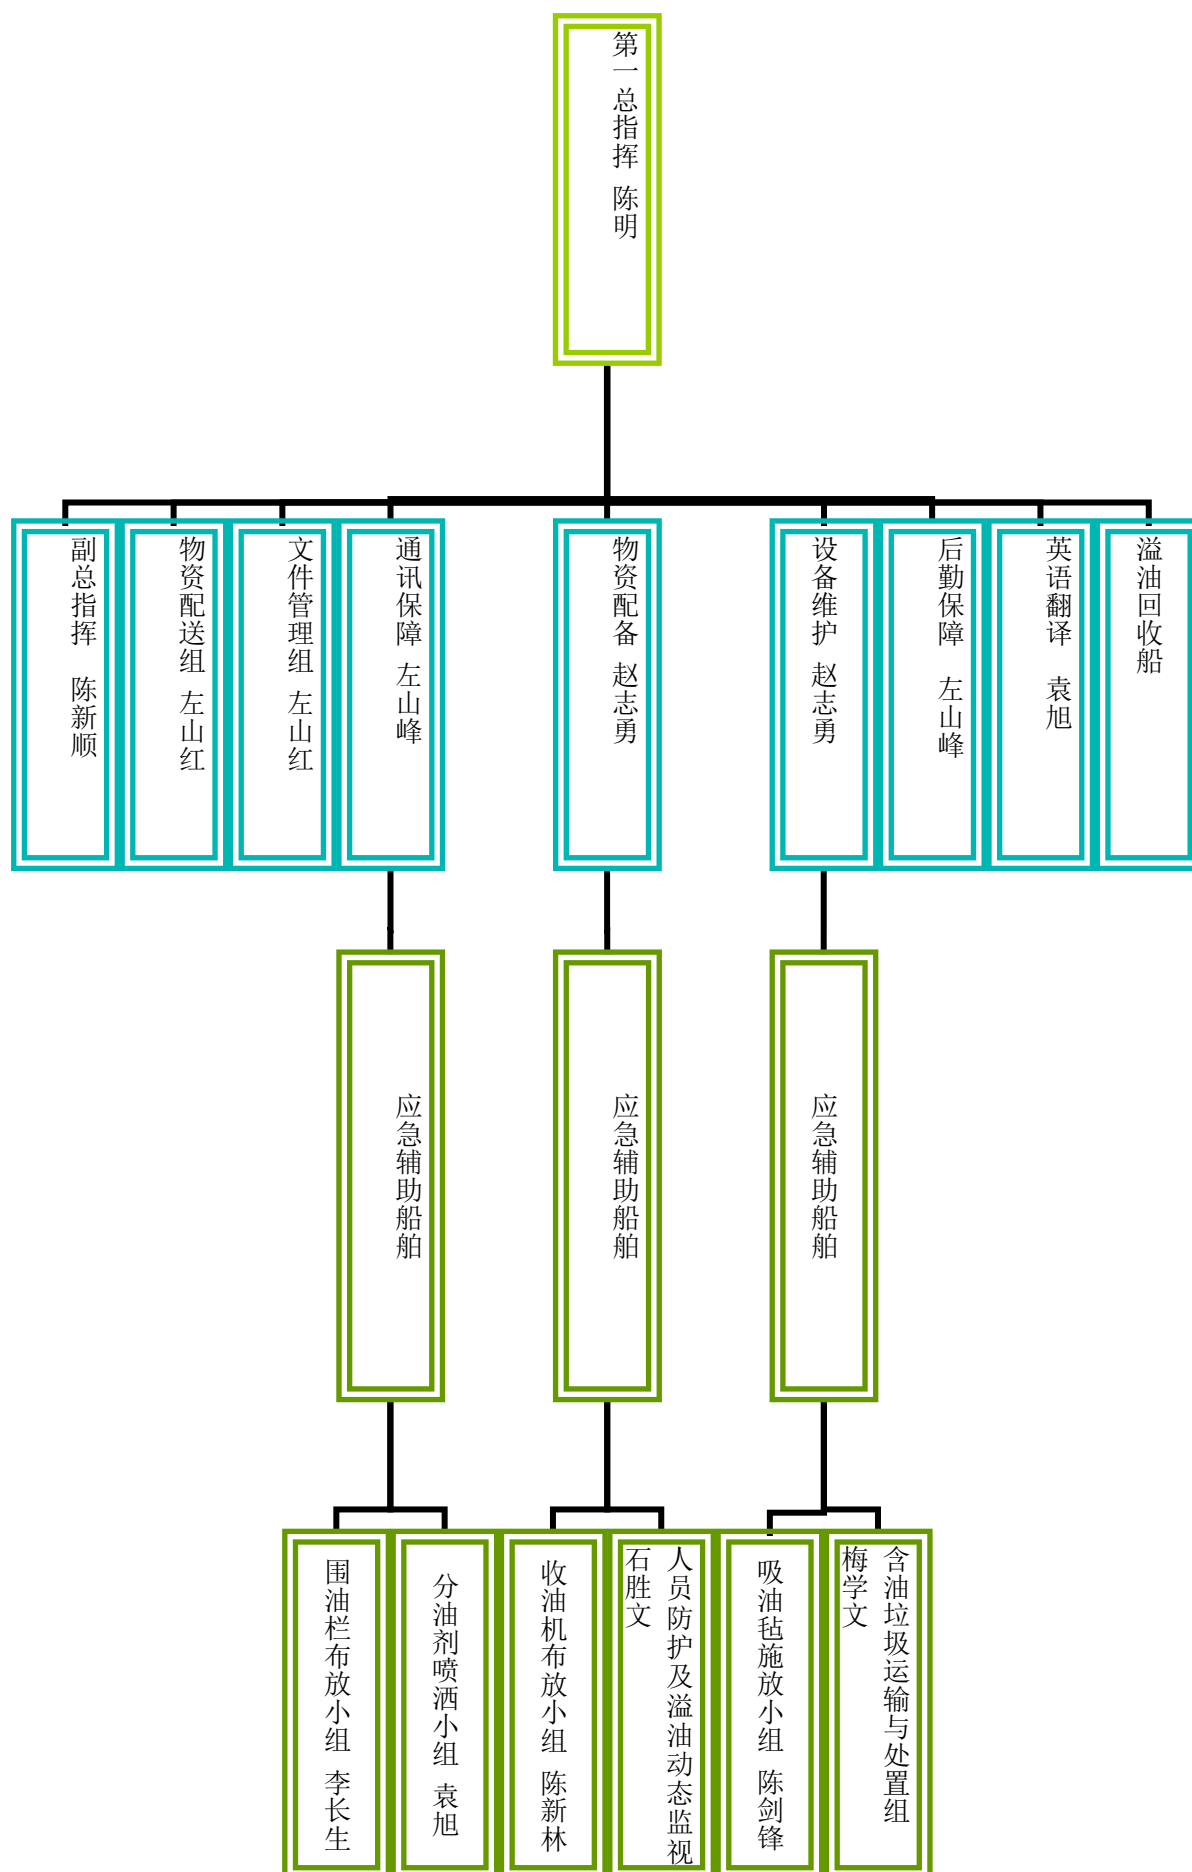 第一总指挥 陈明
副总指挥 陈新顺
物资配送组 左山红
文件管理组 左山红
通讯保障 左山峰
物资配备 赵志勇
设备维护 赵志勇
后勤保障 左山峰
英语翻译 袁旭
溢油回收船
应急辅助船舶
应急辅助船舶
应急辅助船舶
围油栏布放小组 李长生
分油剂喷洒小组 袁旭
收油机布放小组 陈新林
人员防护及溢油动态监视
石胜文
吸油毡施放小组 陈剑锋
含油垃圾运输与处置组
梅学文